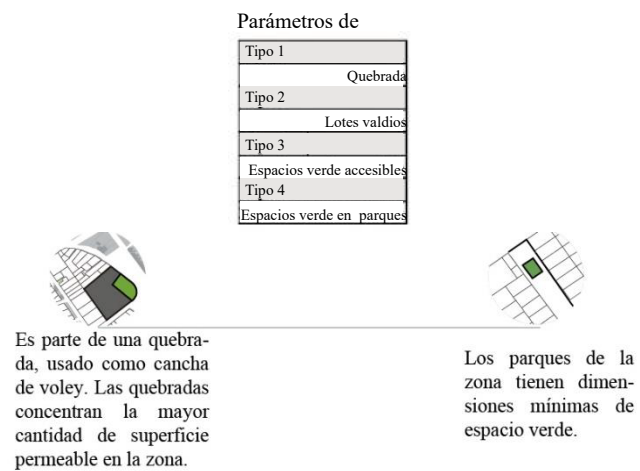 Parámetros de
Tipo 1
Quebrada
Tipo 2
Lotes valdios
Tipo 3
Espacios verde accesibles
Tipo 4
Espacios verde en parques
Es parte de una quebra-
da, usado como cancha
de voley. Las quebradas
concentran la mayor
cantidad de superficie
permeable en la zona.
Los parques de la
zona tienen dimen-
siones mínimas de
espacio verde.